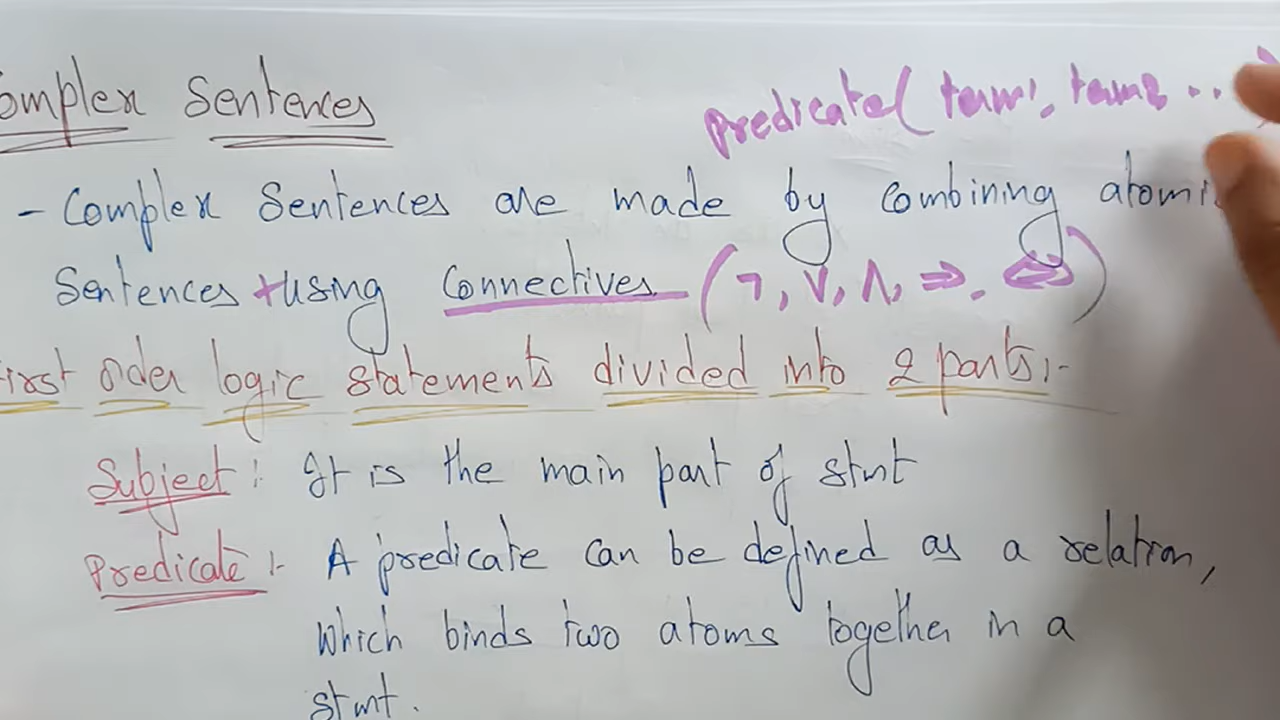 omplex Sentences
predicate( term1, term2 ..
- Complex Sentences are made by combining atomi
Sentences + using Connectives (¬, ∨, ∧, ⇒, ⇔)
irst order logic statements divided into 2 parts:-
Subject: It is the main part of stmt
Predicate:- A predicate can be defined as a relation,
which binds two atoms together in a
stmt.